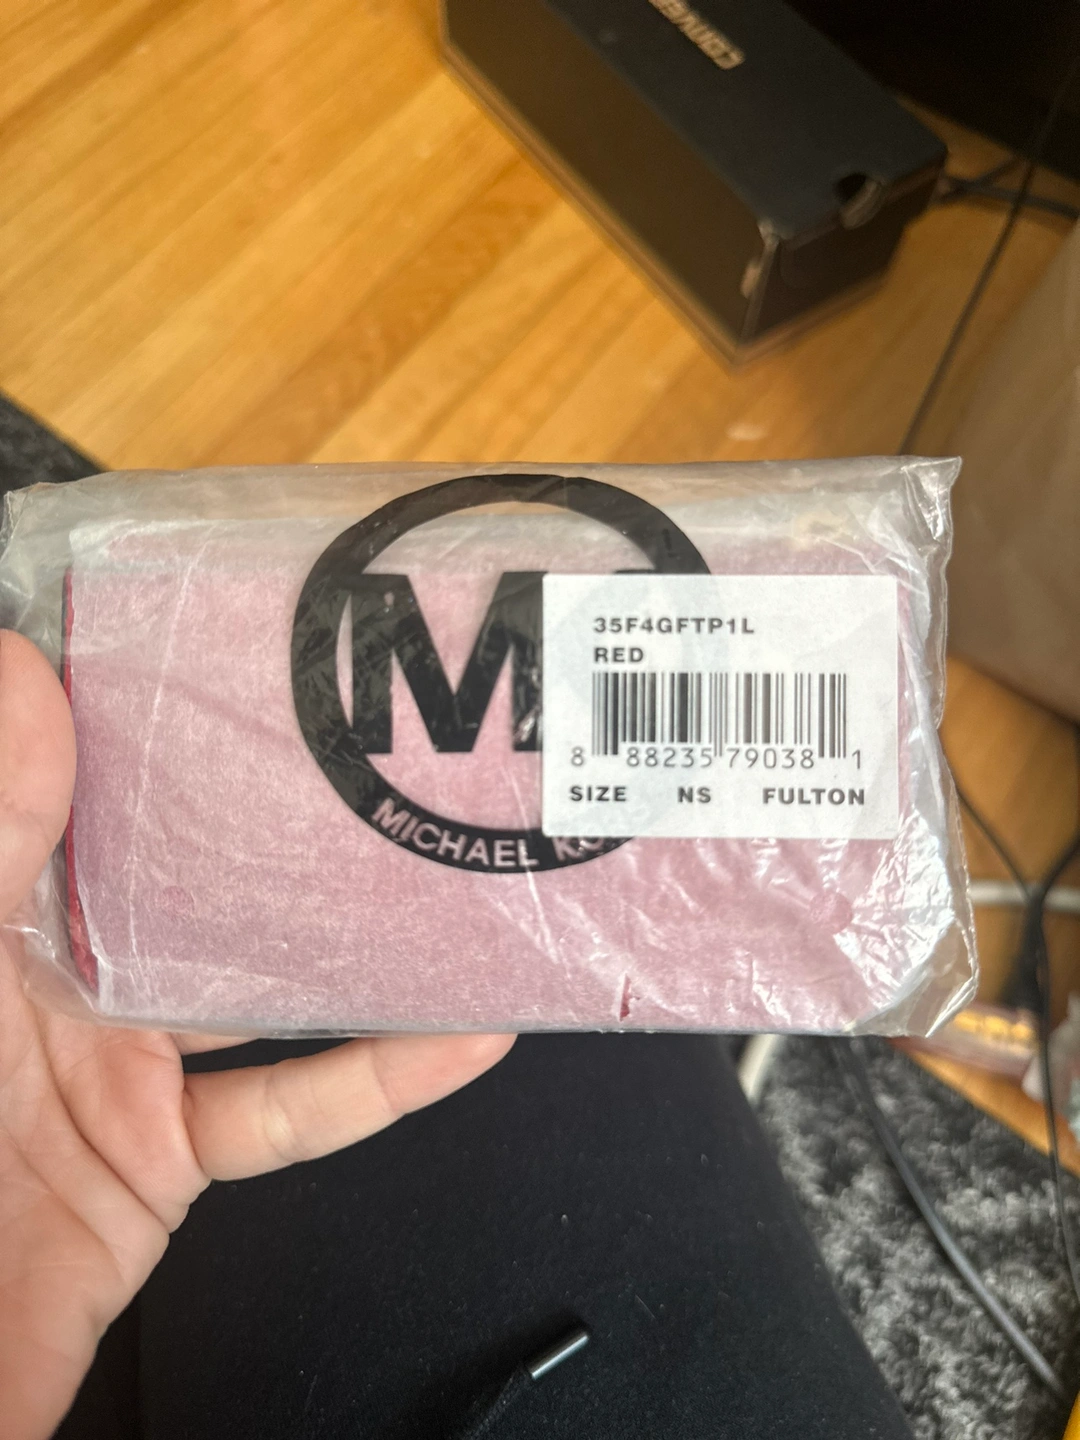 M
MICHAEL
35F4GFTP1L
RED
8 88235 79038 1
SIZE NS FULTON